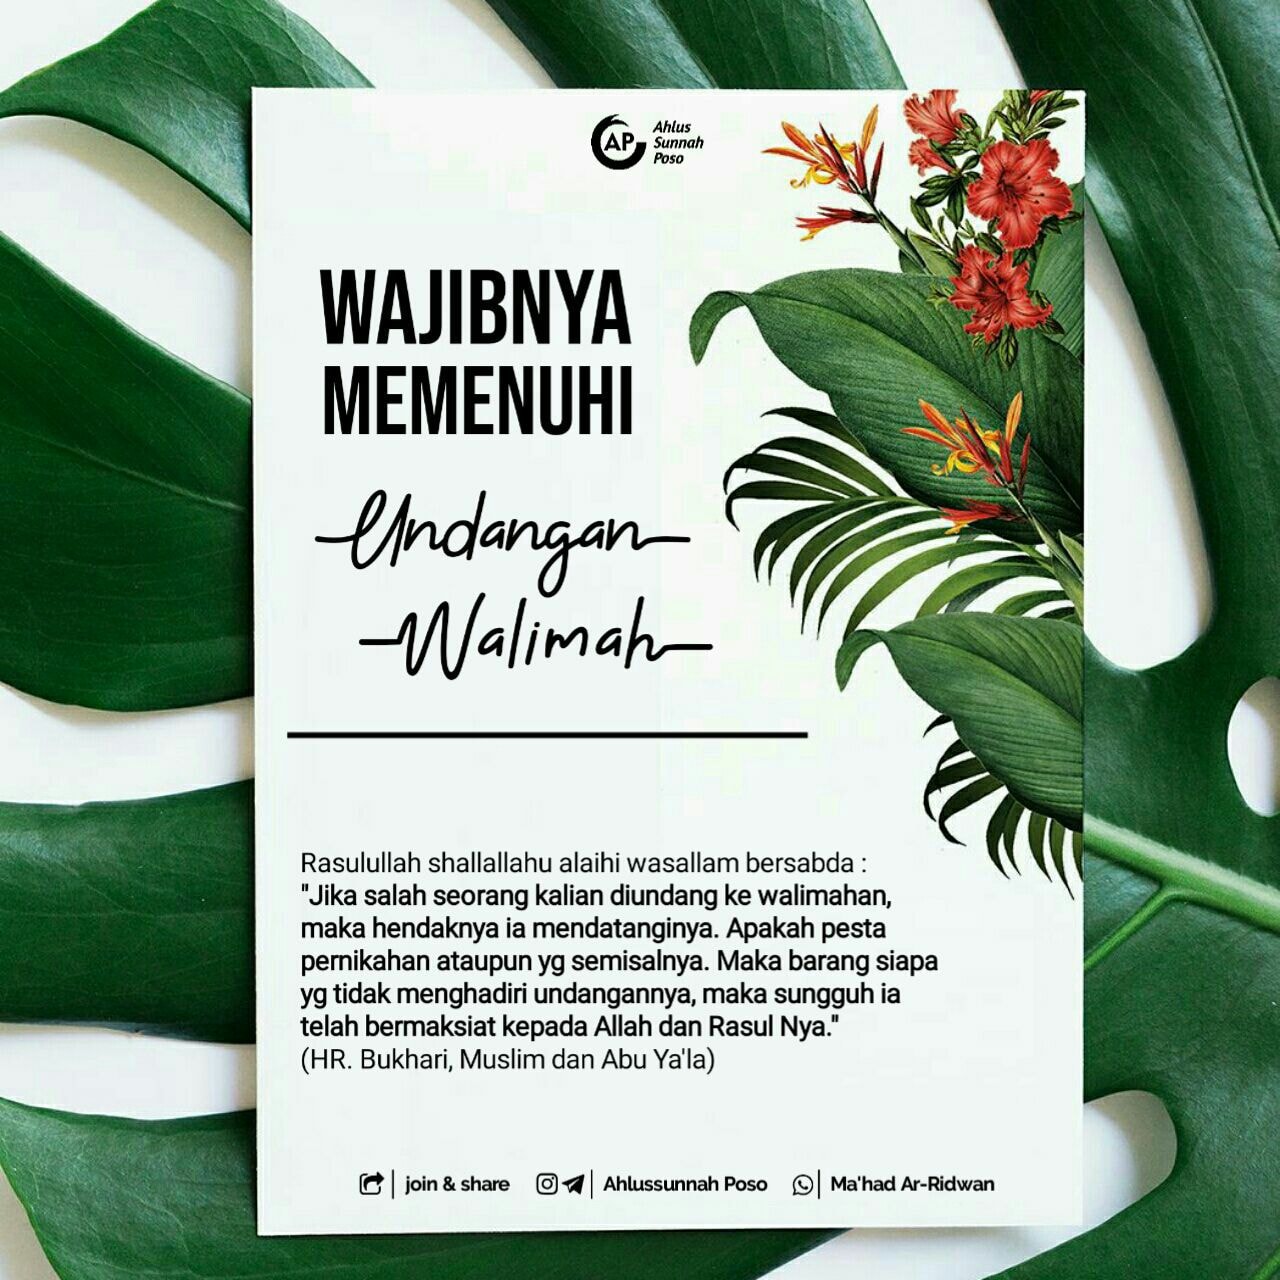 AP
Ahlus
Sunnah
Poso
WAJIBNYA
MEMENUHI
Undangan
Walimah
Rasulullah shallallahu alaihi wasallam bersabda :
"Jika salah seorang kalian diundang ke walimahan,
maka hendaknya ia mendatanginya. Apakah pesta
pernikahan ataupun yg semisalnya. Maka barang siapa
yg tidak menghadiri undangannya, maka sungguh ia
telah bermaksiat kepada Allah dan Rasul Nya."
(HR. Bukhari, Muslim dan Abu Ya'la)
join & share Ahlussunnah Poso Ma'had Ar-Ridwan